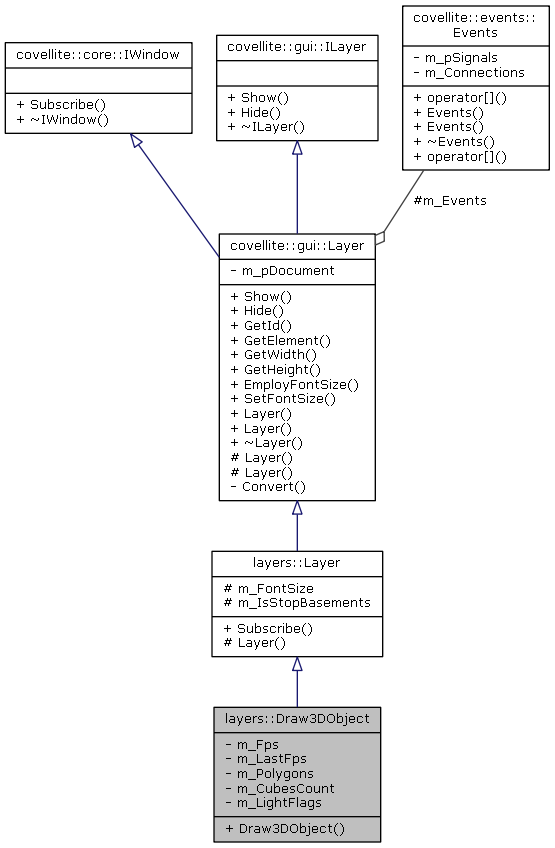 covellite::core::IWindow
+ Subscribe()
+ ~IWindow()
covellite::gui::ILayer
+ Show()
+ Hide()
+ ~ILayer()
covellite::events::
Events
- m_pSignals
- m_Connections
+ operator[]()
+ Events()
+ Events()
+ ~Events()
+ operator[]()
#m_Events
covellite::gui::Layer
- m_pDocument
+ Show()
+ Hide()
+ GetId()
+ GetElement()
+ GetWidth()
+ GetHeight()
+ EmployFontSize()
+ SetFontSize()
+ Layer()
+ Layer()
+ ~Layer()
# Layer()
# Layer()
- Convert()
layers::Layer
# m_FontSize
# m_IsStopBasements
+ Subscribe()
# Layer()
layers::Draw3DObject
- m_Fps
- m_LastFps
- m_Polygons
- m_CubesCount
- m_LightFlags
+ Draw3DObject()